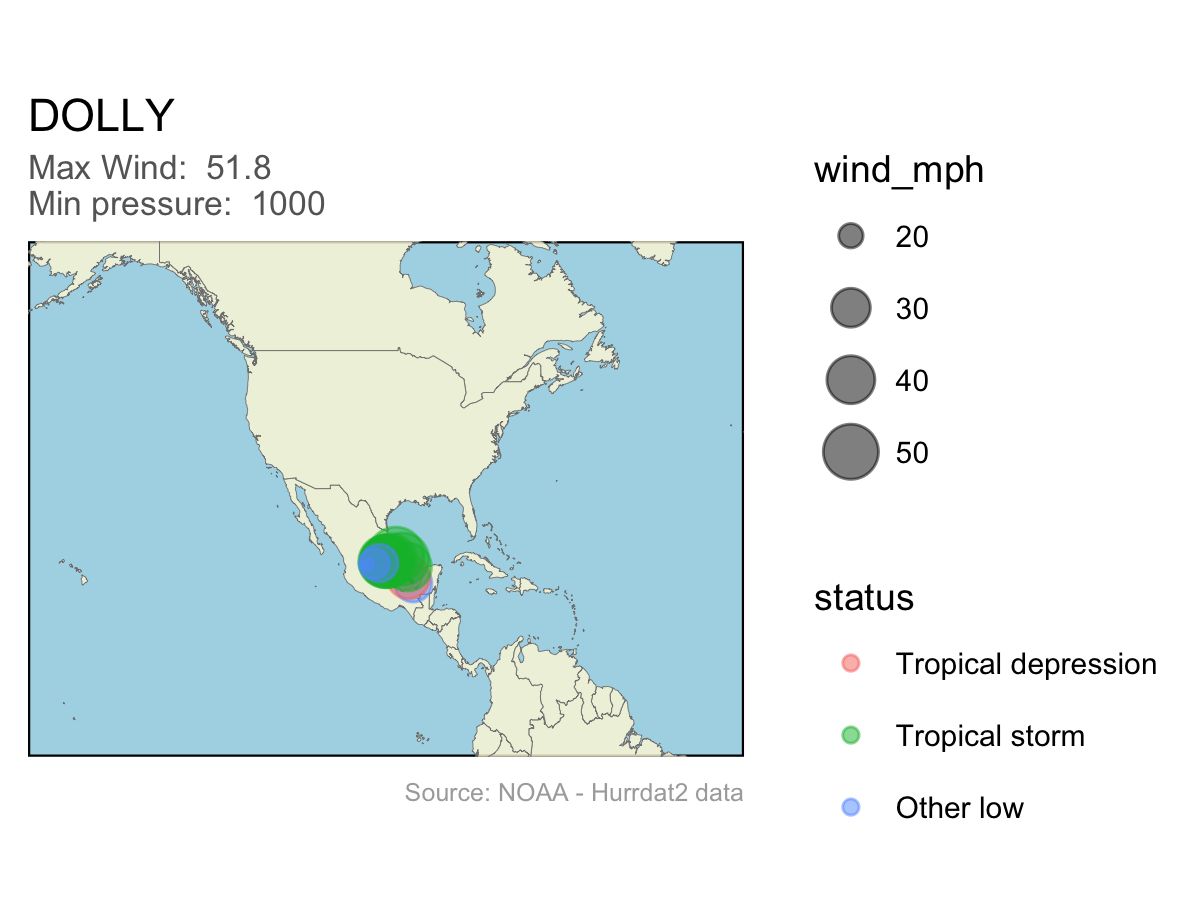 DOLLY
Max Wind:  51.8
Min pressure:  1000
wind_mph
20
30
40
50
status
Tropical depression
Tropical storm
Other low
Source: NOAA - Hurrdat2 data